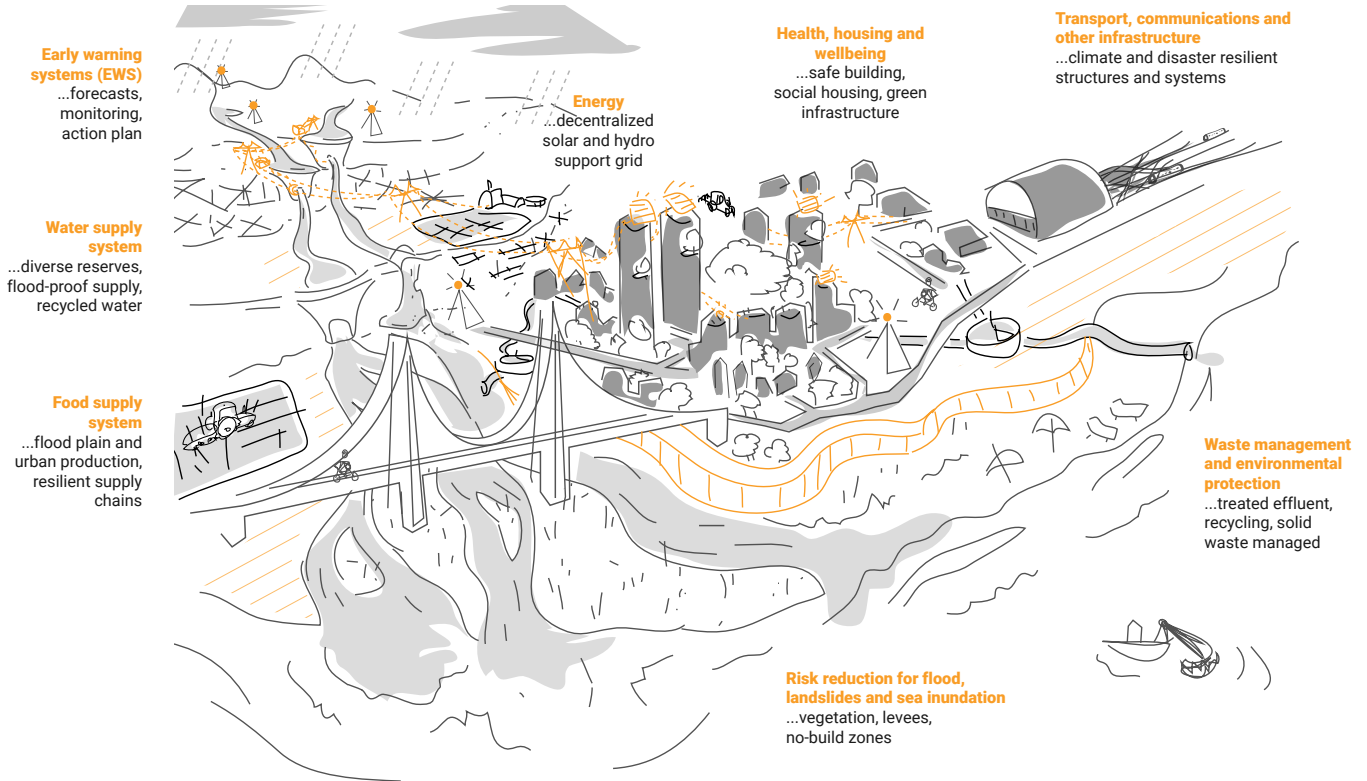 Early warning
systems (EWS)
...forecasts,
monitoring,
action plan
Energy
...decentralized
solar and hydro
support grid
Health, housing and
wellbeing
...safe building,
social housing, green
infrastructure
Transport, communications and
other infrastructure
...climate and disaster resilient
structures and systems
Water supply
system
...diverse reserves,
flood-proof supply,
recycled water
Food supply
system
...flood plain and
urban production,
resilient supply
chains
Waste management
and environmental
protection
...treated effluent,
recycling, solid
waste managed
Risk reduction for flood,
landslides and sea inundation
...vegetation, levees,
no-build zones